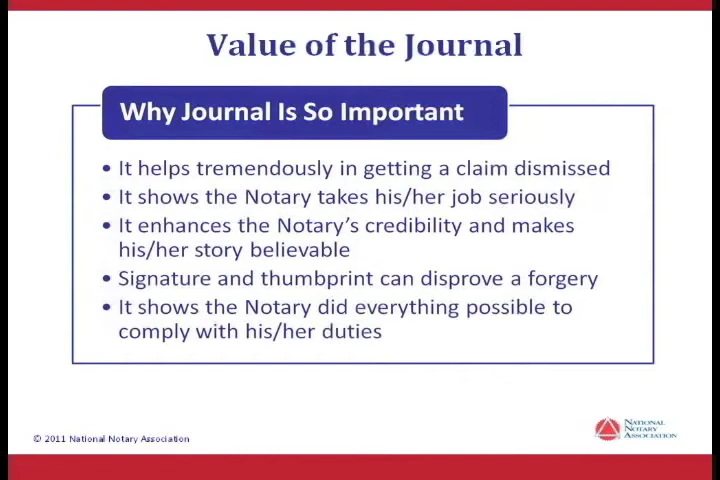 Value of the Journal
Why Journal Is So Important
• It helps tremendously in getting a claim dismissed
• It shows the Notary takes his/her job seriously
• It enhances the Notary's credibility and makes
his/her story believable
• Signature and thumbprint can disprove a forgery
• It shows the Notary did everything possible to
comply with his/her duties
© 2011 National Notary Association
NATIONAL
NOTARY
ASSOCIATION